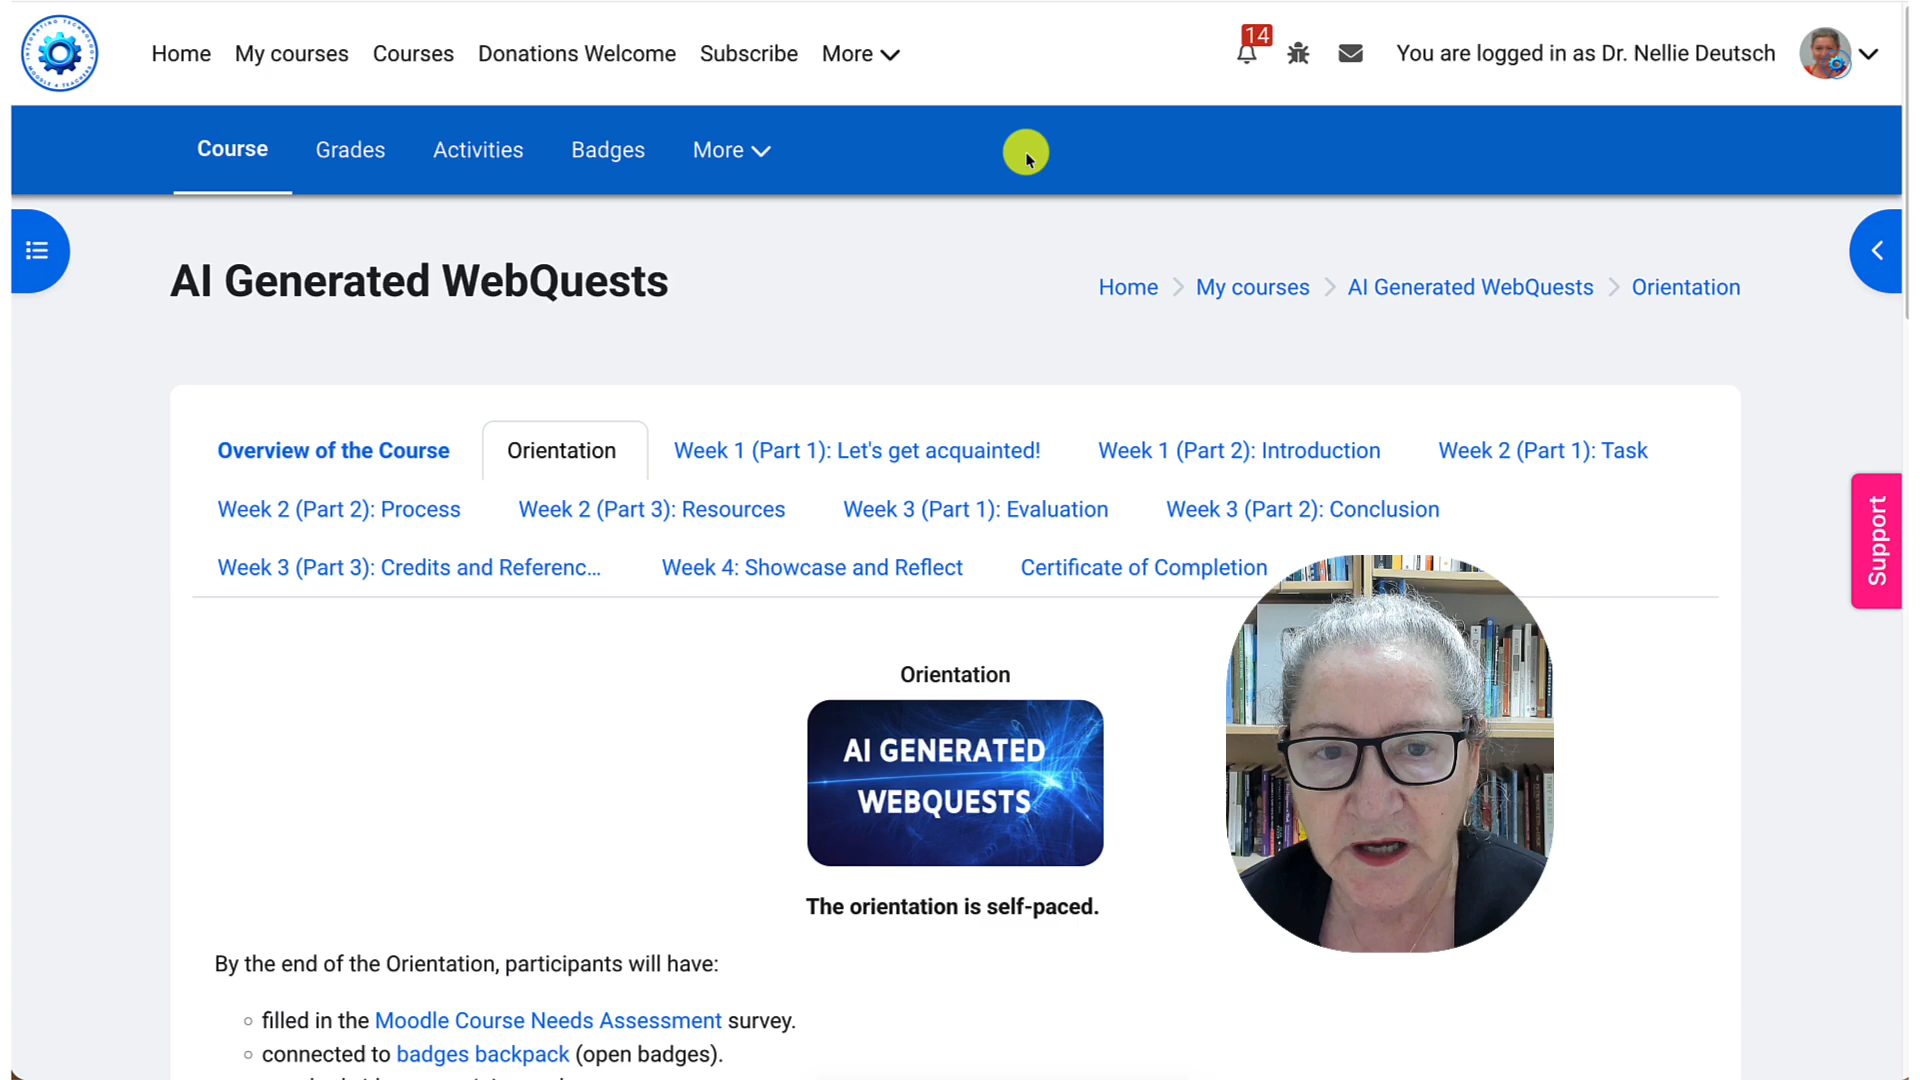 INTEGRATING TECHNOLOGY
MOODLE 4 TEACHERS
Home My courses Courses Donations Welcome Subscribe More
14
You are logged in as Dr. Nellie Deutsch
Course Grades Activities Badges More
AI Generated WebQuests
Home My courses AI Generated WebQuests Orientation
Overview of the Course Orientation Week 1 (Part 1): Let's get acquainted! Week 1 (Part 2): Introduction Week 2 (Part 1): Task
Week 2 (Part 2): Process Week 2 (Part 3): Resources Week 3 (Part 1): Evaluation Week 3 (Part 2): Conclusion
Support
Week 3 (Part 3): Credits and Referenc... Week 4: Showcase and Reflect Certificate of Completion
Orientation
AI GENERATED
WEBQUESTS
The orientation is self-paced.
By the end of the Orientation, participants will have:
filled in the Moodle Course Needs Assessment survey.
connected to badges backpack (open badges).